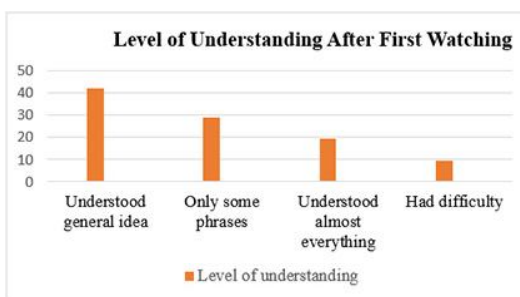 Level of Understanding After First Watching
50
40
30
20
10
0
Understood
general idea
Only some
phrases
Understood
almost
everything
Had difficulty
Level of understanding